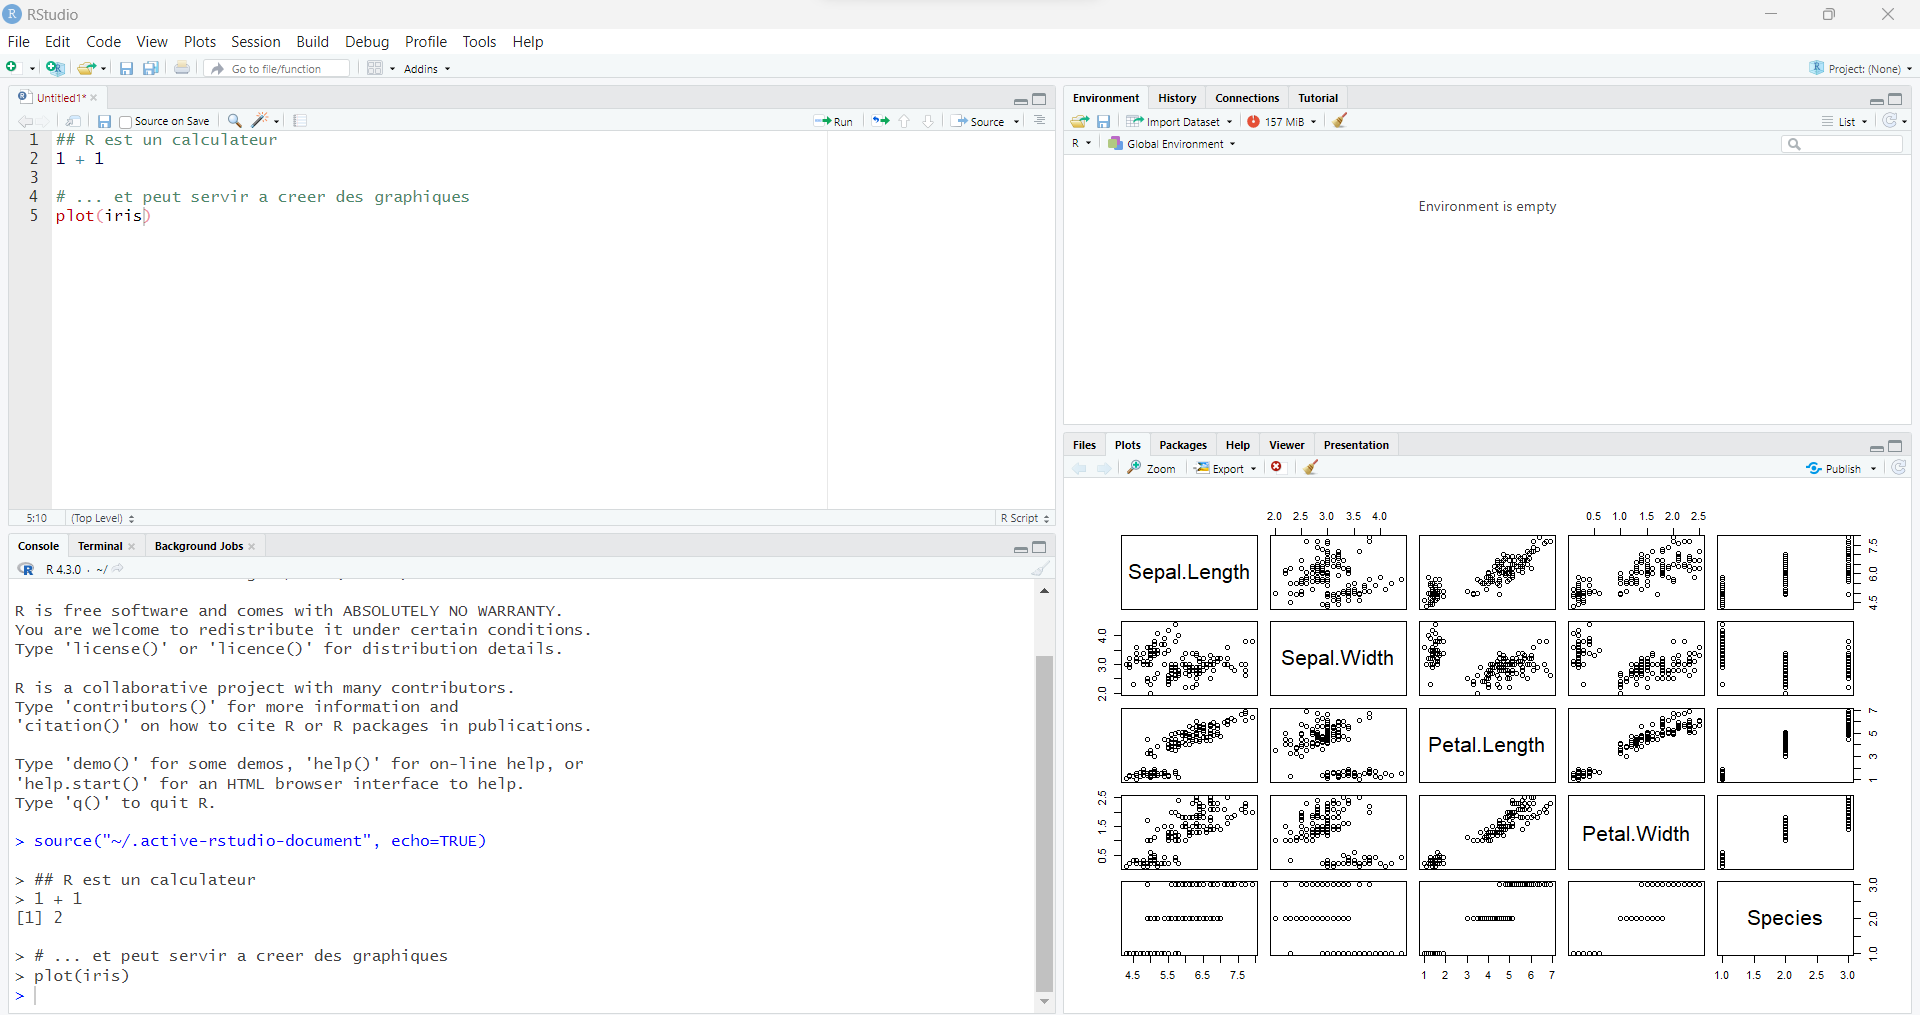 RStudio
File Edit Code View Plots Session Build Debug Profile Tools Help
Go to file/function Addins Project: (None)
Untitled1*
Source on Save Run Source
1 ## R est un calculateur
2 1 + 1
3
4 # ... et peut servir a creer des graphiques
5 plot(iris)
5:10 (Top Level) R Script
Console Terminal Background Jobs
R 4.3.0 · ~/
R is free software and comes with ABSOLUTELY NO WARRANTY.
You are welcome to redistribute it under certain conditions.
Type 'license()' or 'licence()' for distribution details.
R is a collaborative project with many contributors.
Type 'contributors()' for more information and
'citation()' on how to cite R or R packages in publications.
Type 'demo()' for some demos, 'help()' for on-line help, or
'help.start()' for an HTML browser interface to help.
Type 'q()' to quit R.
> source("~/.active-rstudio-document", echo=TRUE)
> ## R est un calculateur
> 1 + 1
[1] 2
> # ... et peut servir a creer des graphiques
> plot(iris)
>
Environment History Connections Tutorial
Import Dataset 157 MiB List
R Global Environment
Environment is empty
Files Plots Packages Help Viewer Presentation
Zoom Export Publish
2.0 2.5 3.0 3.5 4.0 0.5 1.0 1.5 2.0 2.5
Sepal.Length
4.5 6.0 7.5
Sepal.Width
2.0 3.0 4.0
Petal.Length
1 3 5 7
Petal.Width
0.5 1.5 2.5
Species
1.0 2.0 3.0
4.5 5.5 6.5 7.5 1 2 3 4 5 6 7 1.0 1.5 2.0 2.5 3.0